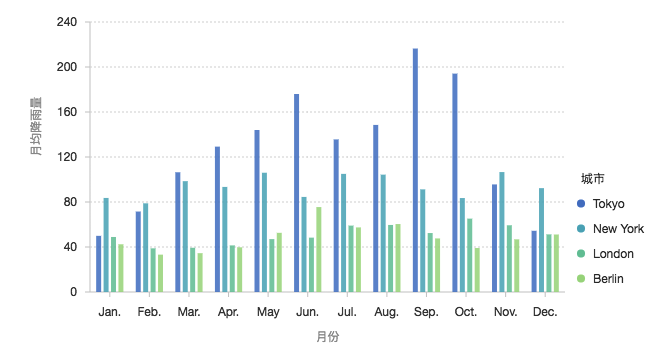 240
200
160
120
80
40
0
月均降雨量
Jan. Feb. Mar. Apr. May Jun. Jul. Aug. Sep. Oct. Nov. Dec.
月份
城市
Tokyo
New York
London
Berlin